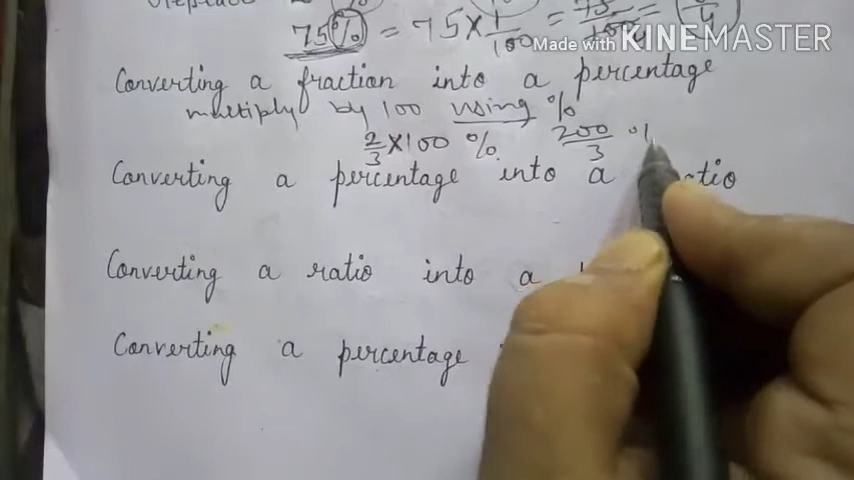 75% = 75 × 1/100 = 75/100 = 3/4
Made with KINEMASTER
Converting a fraction into a percentage
multiply by 100 using %
2/3 × 100 % 200/3 %
Converting a percentage into a ratio
Converting a ratio into a
Converting a percentage